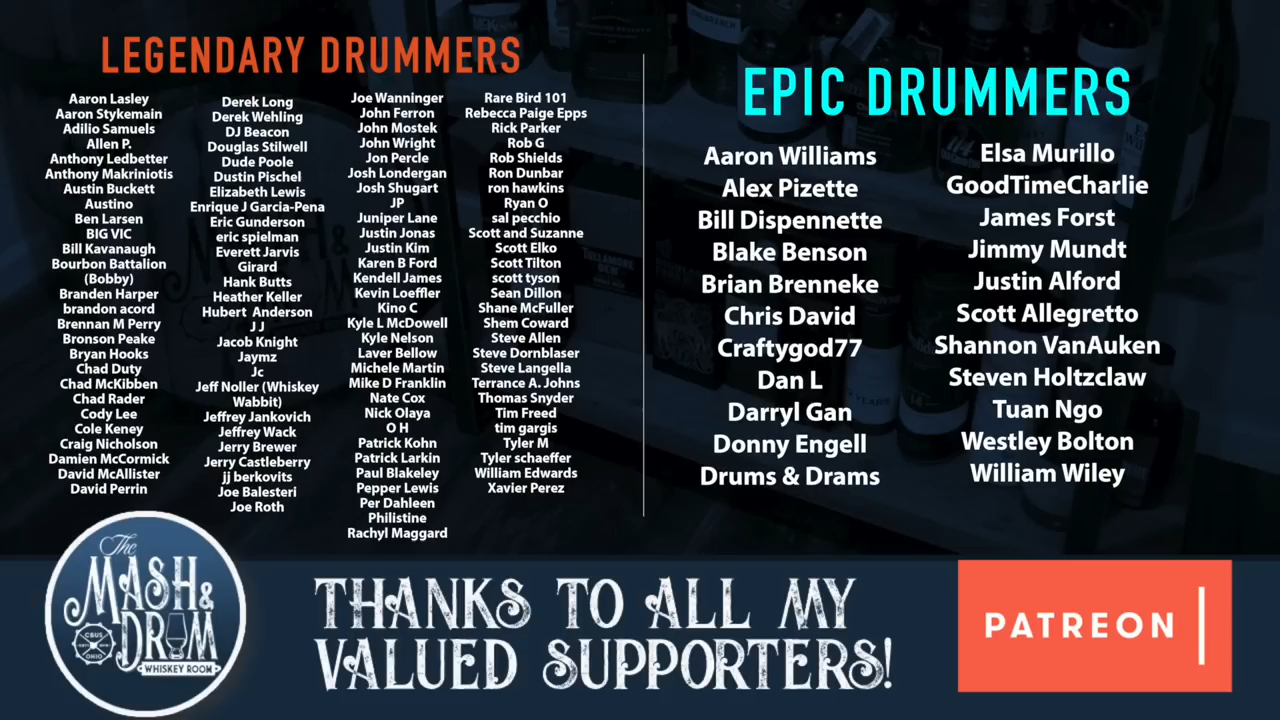 LEGENDARY DRUMMERS
Aaron Lasley
Aaron Stykemain
Adilio Samuels
Allen P.
Anthony Ledbetter
Anthony Makriniotis
Austin Buckett
Austino
Ben Larsen
BIG VIC
Bill Kavanaugh
Bourbon Battalion
(Bobby)
Branden Harper
brandon acord
Brennan M Perry
Bronson Peake
Bryan Hooks
Chad Duty
Chad McKibben
Chad Rader
Cody Lee
Cole Keney
Craig Nicholson
Damien McCormick
David McAllister
David Perrin
Derek Long
Derek Wehling
DJ Beacon
Douglas Stilwell
Dude Poole
Dustin Pischel
Elizabeth Lewis
Enrique J Garcia-Pena
Eric Gunderson
eric spielman
Everett Jarvis
Girard
Hank Butts
Heather Keller
Hubert Anderson
J J
Jacob Knight
Jaymz
Jc
Jeff Noller (Whiskey
Wabbit)
Jeffrey Jankovich
Jeffrey Wack
Jerry Brewer
Jerry Castleberry
jj berkovits
Joe Balesteri
Joe Roth
Joe Wanninger
John Ferron
John Mostek
John Wright
Jon Percle
Josh Londergan
Josh Shugart
JP
Juniper Lane
Justin Jonas
Justin Kim
Karen B Ford
Kendell James
Kevin Loeffler
Kino C
Kyle L McDowell
Kyle Nelson
Laver Bellow
Michele Martin
Mike D Franklin
Nate Cox
Nick Olaya
O H
Patrick Kohn
Patrick Larkin
Paul Blakeley
Pepper Lewis
Per Dahleen
Philistine
Rachyl Maggard
Rare Bird 101
Rebecca Paige Epps
Rick Parker
Rob G
Rob Shields
Ron Dunbar
ron hawkins
Ryan O
sal pecchio
Scott and Suzanne
Scott Elko
Scott Tilton
scott tyson
Sean Dillon
Shane McFuller
Shem Coward
Steve Allen
Steve Dornblaser
Steve Langella
Terrance A. Johns
Thomas Snyder
Tim Freed
tim gargis
Tyler M
Tyler schaeffer
William Edwards
Xavier Perez
EPIC DRUMMERS
Aaron Williams
Alex Pizette
Bill Dispennette
Blake Benson
Brian Brenneke
Chris David
Craftygod77
Dan L
Darryl Gan
Donny Engell
Drums & Drams
Elsa Murillo
GoodTimeCharlie
James Forst
Jimmy Mundt
Justin Alford
Scott Allegretto
Shannon VanAuken
Steven Holtzclaw
Tuan Ngo
Westley Bolton
William Wiley
The
MASH &
DRUM
CBUS
OHIO
WHISKEY ROOM
THANKS TO ALL MY
VALUED SUPPORTERS!
PATREON